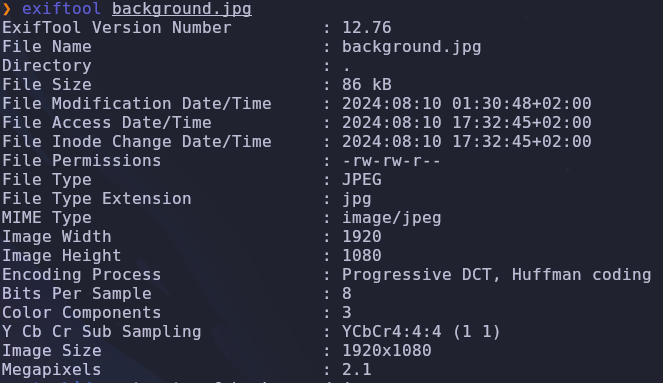 ❯ exiftool background.jpg
ExifTool Version Number         : 12.76
File Name                       : background.jpg
Directory                       : .
File Size                       : 86 kB
File Modification Date/Time     : 2024:08:10 01:30:48+02:00
File Access Date/Time           : 2024:08:10 17:32:45+02:00
File Inode Change Date/Time     : 2024:08:10 17:32:45+02:00
File Permissions                : -rw-rw-r--
File Type                       : JPEG
File Type Extension             : jpg
MIME Type                       : image/jpeg
Image Width                     : 1920
Image Height                    : 1080
Encoding Process                : Progressive DCT, Huffman coding
Bits Per Sample                 : 8
Color Components                : 3
Y Cb Cr Sub Sampling            : YCbCr4:4:4 (1 1)
Image Size                      : 1920x1080
Megapixels                      : 2.1